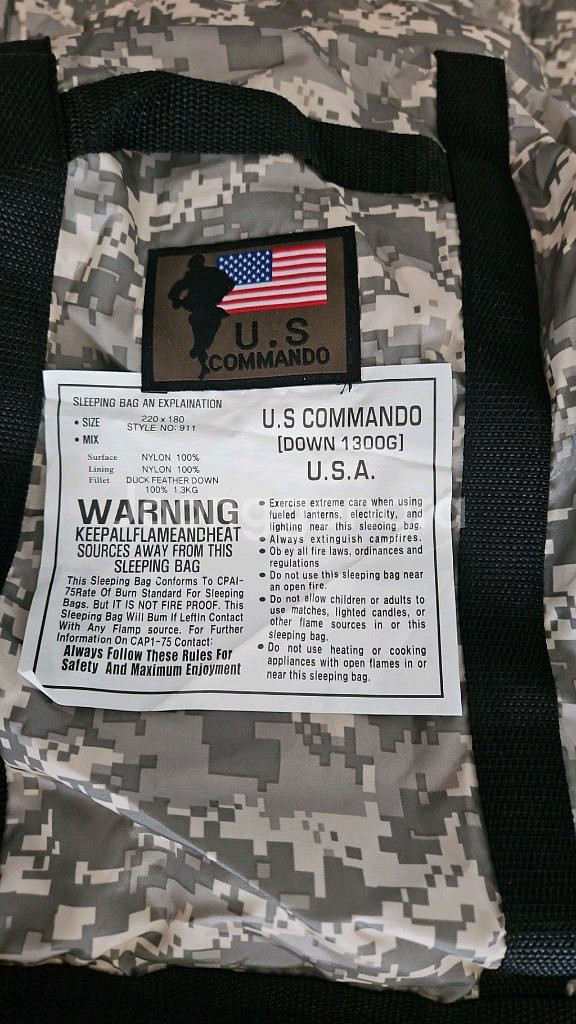 U.S
COMMANDO
SLEEPING BAG AN EXPLAINATION
• SIZE 220 x 180
STYLE NO: 911
• MIX
Surface NYLON 100%
Lining NYLON 100%
Fillet DUCK FEATHER DOWN
100% 1,3KG
WARNING
KEEPALLFLAMEANDHEAT
SOURCES AWAY FROM THIS
SLEEPING BAG
This Sleeping Bag Conforms To CPAI-
75Rate Of Burn Standard For Sleeping
Bags. But IT IS NOT FIRE PROOF. This
Sleeping Bag Will Bum If Leftln Contact
With Any Flamp source. For Further
Information On CAP1-75 Contact:
Always Follow These Rules For
Safety And Maximum Enjoyment
U.S COMMANDO
[DOWN 1300G]
U.S.A.
• Exercise extreme care when using
fueled lanterns, electricity, and
lighting near this sleeoing bag.
• Always extinguish campfires.
• Ob ey all fire laws, ordinances and
regulations
• Do not use this sleeping bag near
an open fire.
• Do not allow children or adults to
use matches, lighted candles, or
other flame sources in or this
sleeping bag.
• Do not use heating or cooking
appliances with open flames in or
near this sleeping bag.